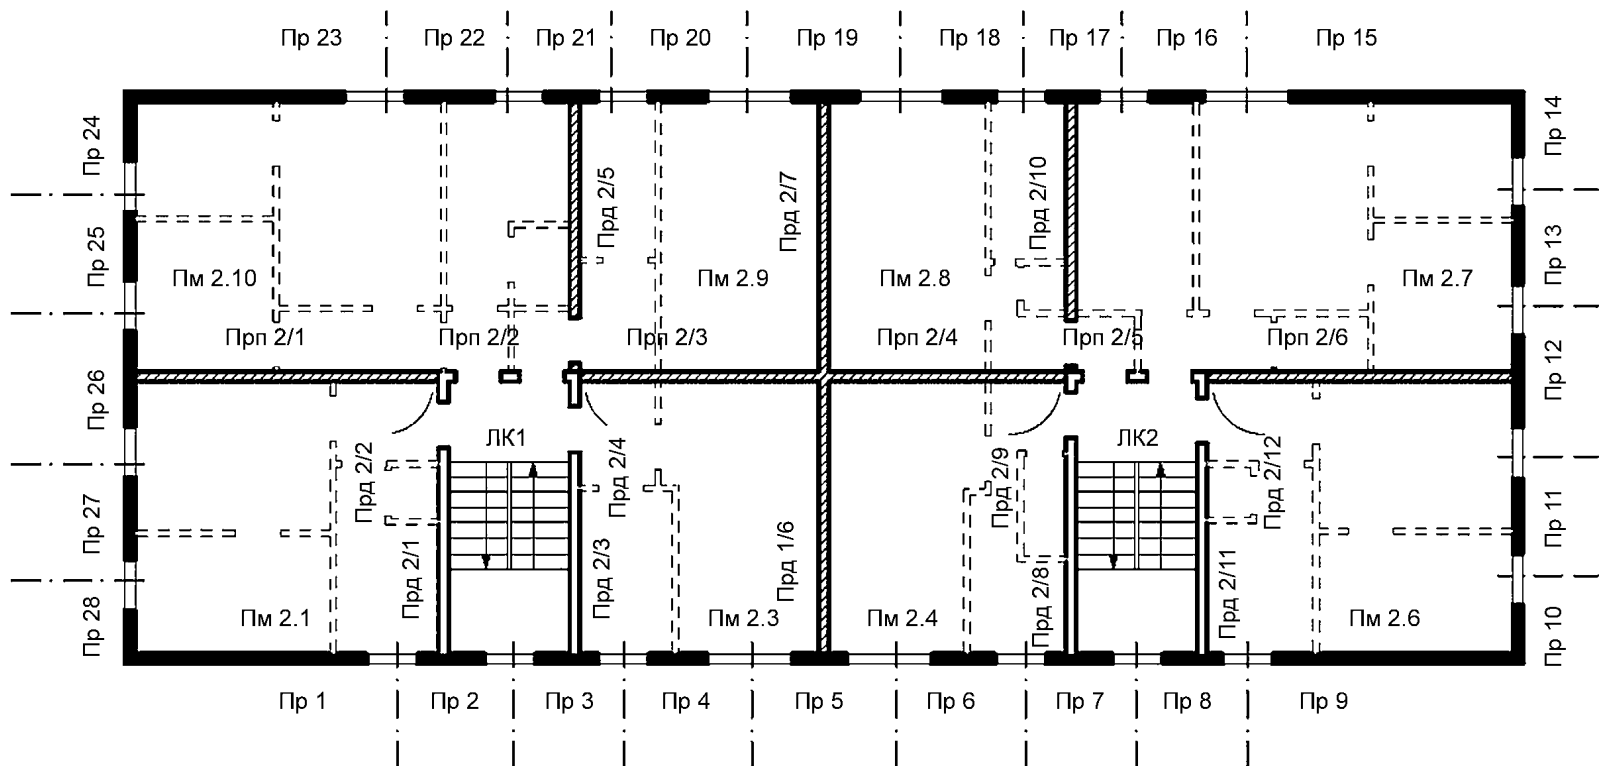 Пр 23
Пр 22
Пр 21
Пр 20
Пр 19
Пр 18
Пр 17
Пр 16
Пр 15
Пр 24
Пр 14
Прд 2/5
Прд 2/7
Прд 2/10
Пр 25
Пр 13
Пм 2.10
Пм 2.9
Пм 2.8
Пм 2.7
Прп 2/1
Прп 2/2
Прп 2/3
Прп 2/4
Прп 2/5
Прп 2/6
Пр 26
Пр 12
ЛК1
ЛК2
Прд 2/2
Прд 2/4
Прд 2/9
Прд 2/12
Пр 27
Пр 11
Прд 2/1
Прд 2/3
Прд 1/6
Прд 2/8
Прд 2/11
Пр 28
Пр 10
Пм 2.1
Пм 2.3
Пм 2.4
Пм 2.6
Пр 1
Пр 2
Пр 3
Пр 4
Пр 5
Пр 6
Пр 7
Пр 8
Пр 9